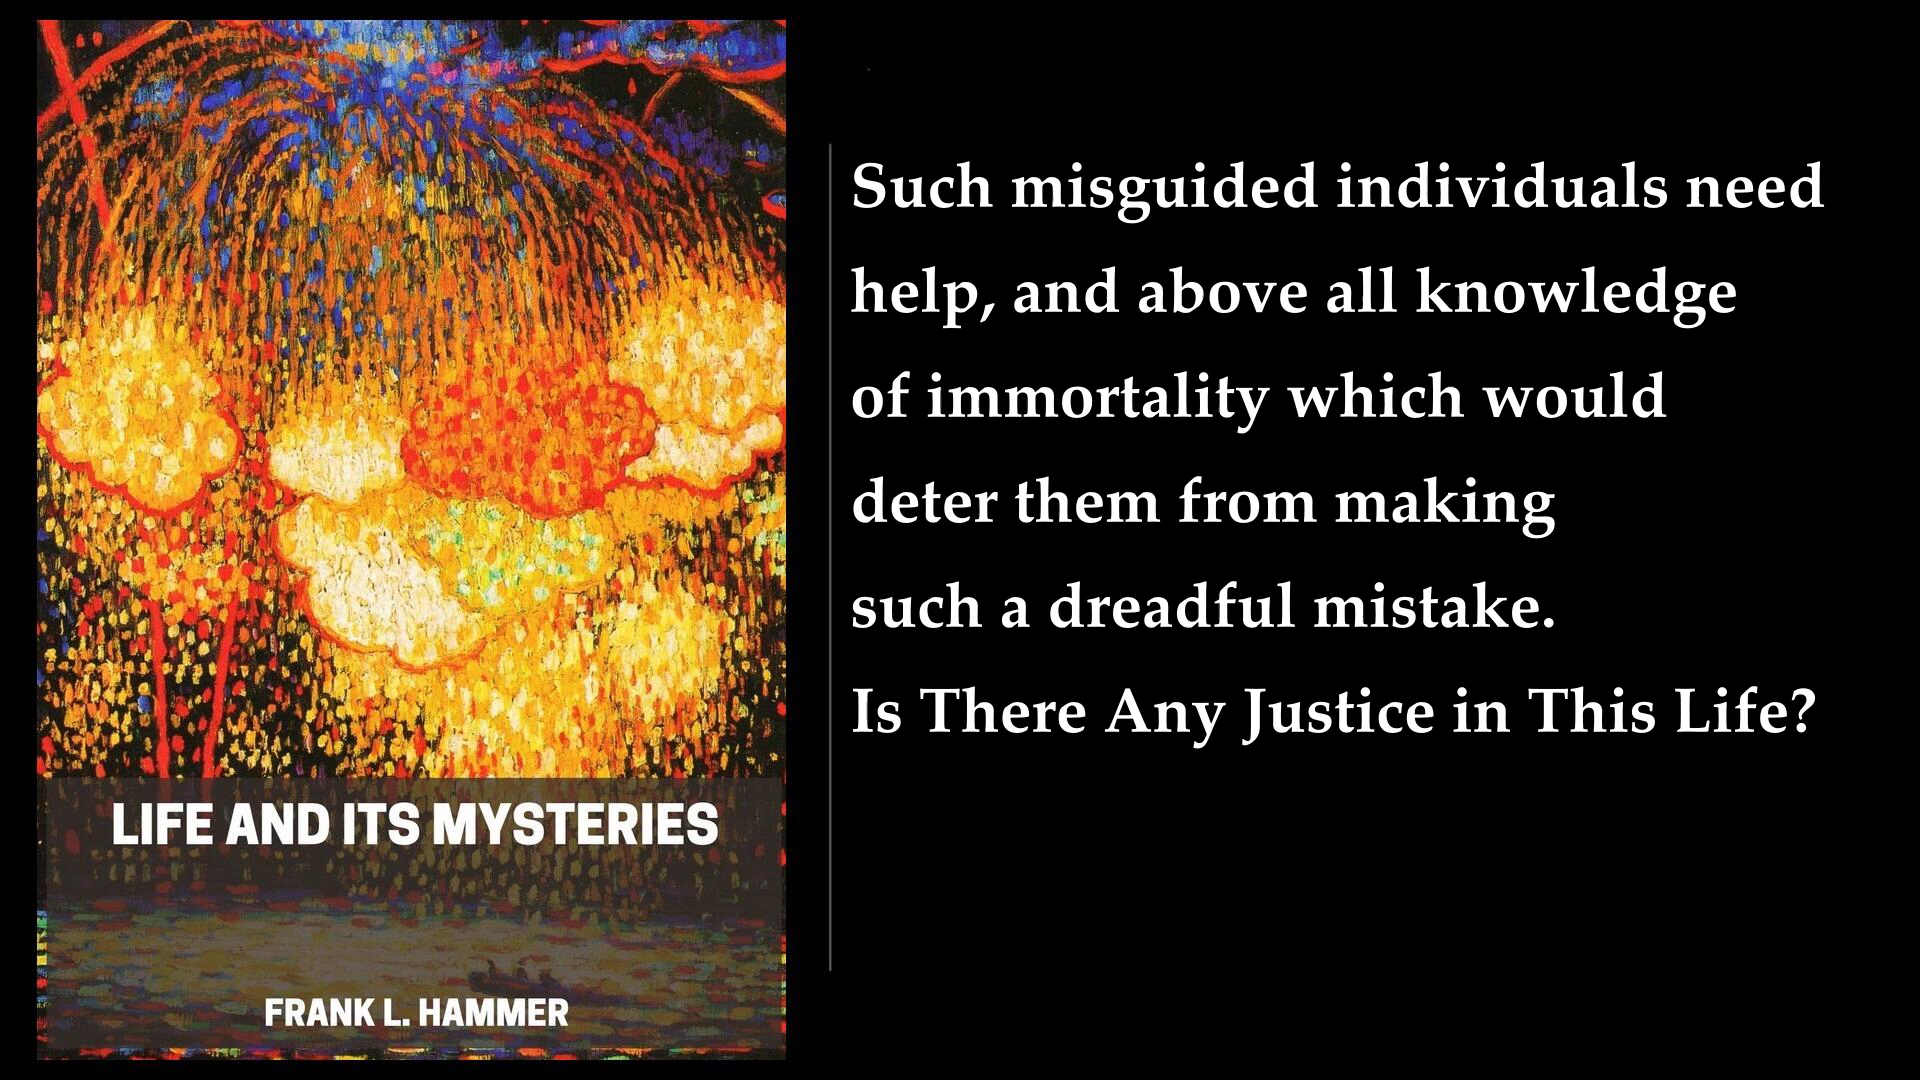 LIFE AND ITS MYSTERIES
FRANK L. HAMMER
Such misguided individuals need
help, and above all knowledge
of immortality which would
deter them from making
such a dreadful mistake.
Is There Any Justice in This Life?